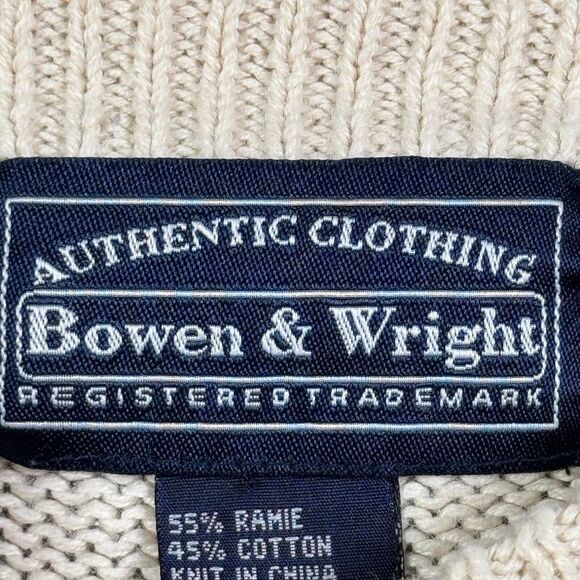 AUTHENTIC CLOTHING
Bowen & Wright
REGISTERED TRADEMARK
55% RAMIE
45% COTTON
KNIT IN CHINA